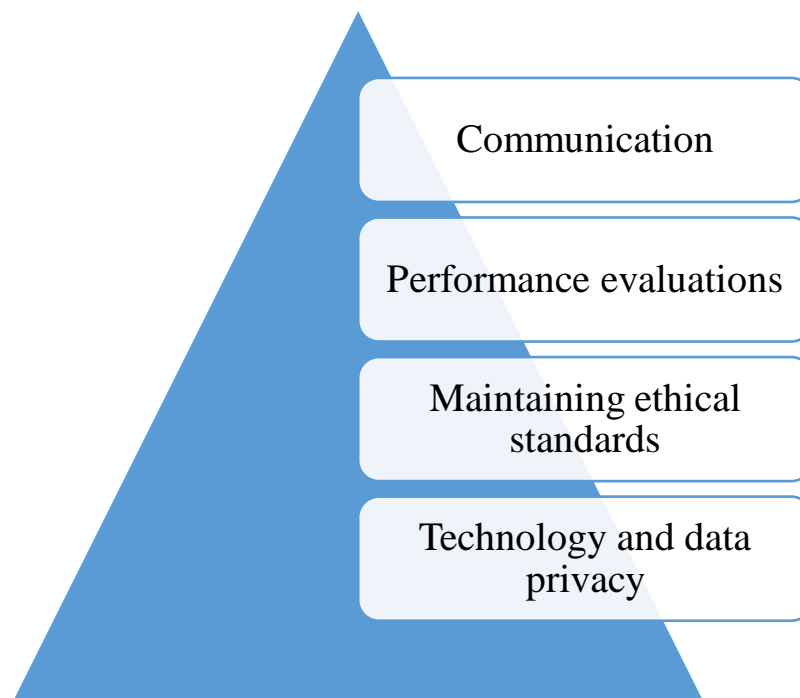 Communication
Performance evaluations
Maintaining ethical
standards
Technology and data
privacy